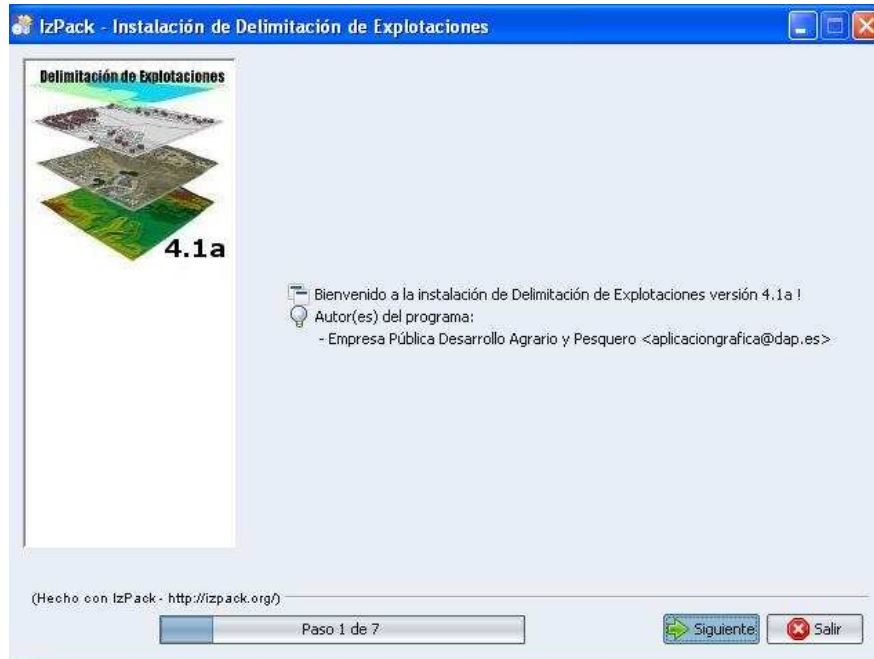 IzPack - Instalación de Delimitación de Explotaciones
Delimitación de Explotaciones
4.1a
Bienvenido a la instalación de Delimitación de Explotaciones versión 4.1a !
Autor(es) del programa:
- Empresa Pública Desarrollo Agrario y Pesquero <aplicaciongrafica@dap.es>
(Hecho con IzPack - http://izpack.org/)
Paso 1 de 7
Siguiente
Salir